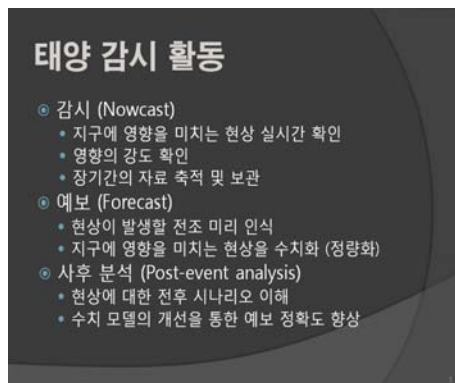 태양 감시 활동
감시 (Nowcast)
지구에 영향을 미치는 현상 실시간 확인
영향의 강도 확인
장기간의 자료 축적 및 보관
예보 (Forecast)
현상이 발생할 전조 미리 인식
지구에 영향을 미치는 현상을 수치화 (정량화)
사후 분석 (Post-event analysis)
현상에 대한 전후 시나리오 이해
수치 모델의 개선을 통한 예보 정확도 향상